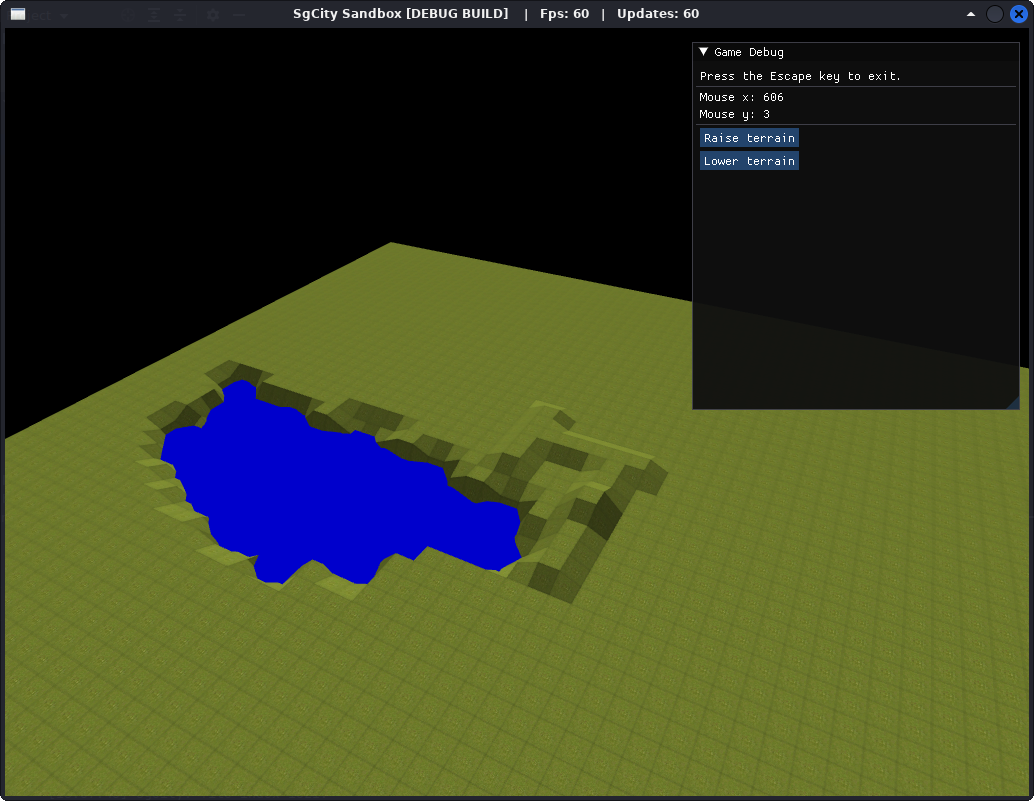 SgCity Sandbox [DEBUG BUILD] | Fps: 60 | Updates: 60
Game Debug
Press the Escape key to exit.
Mouse x: 606
Mouse y: 3
Raise terrain
Lower terrain